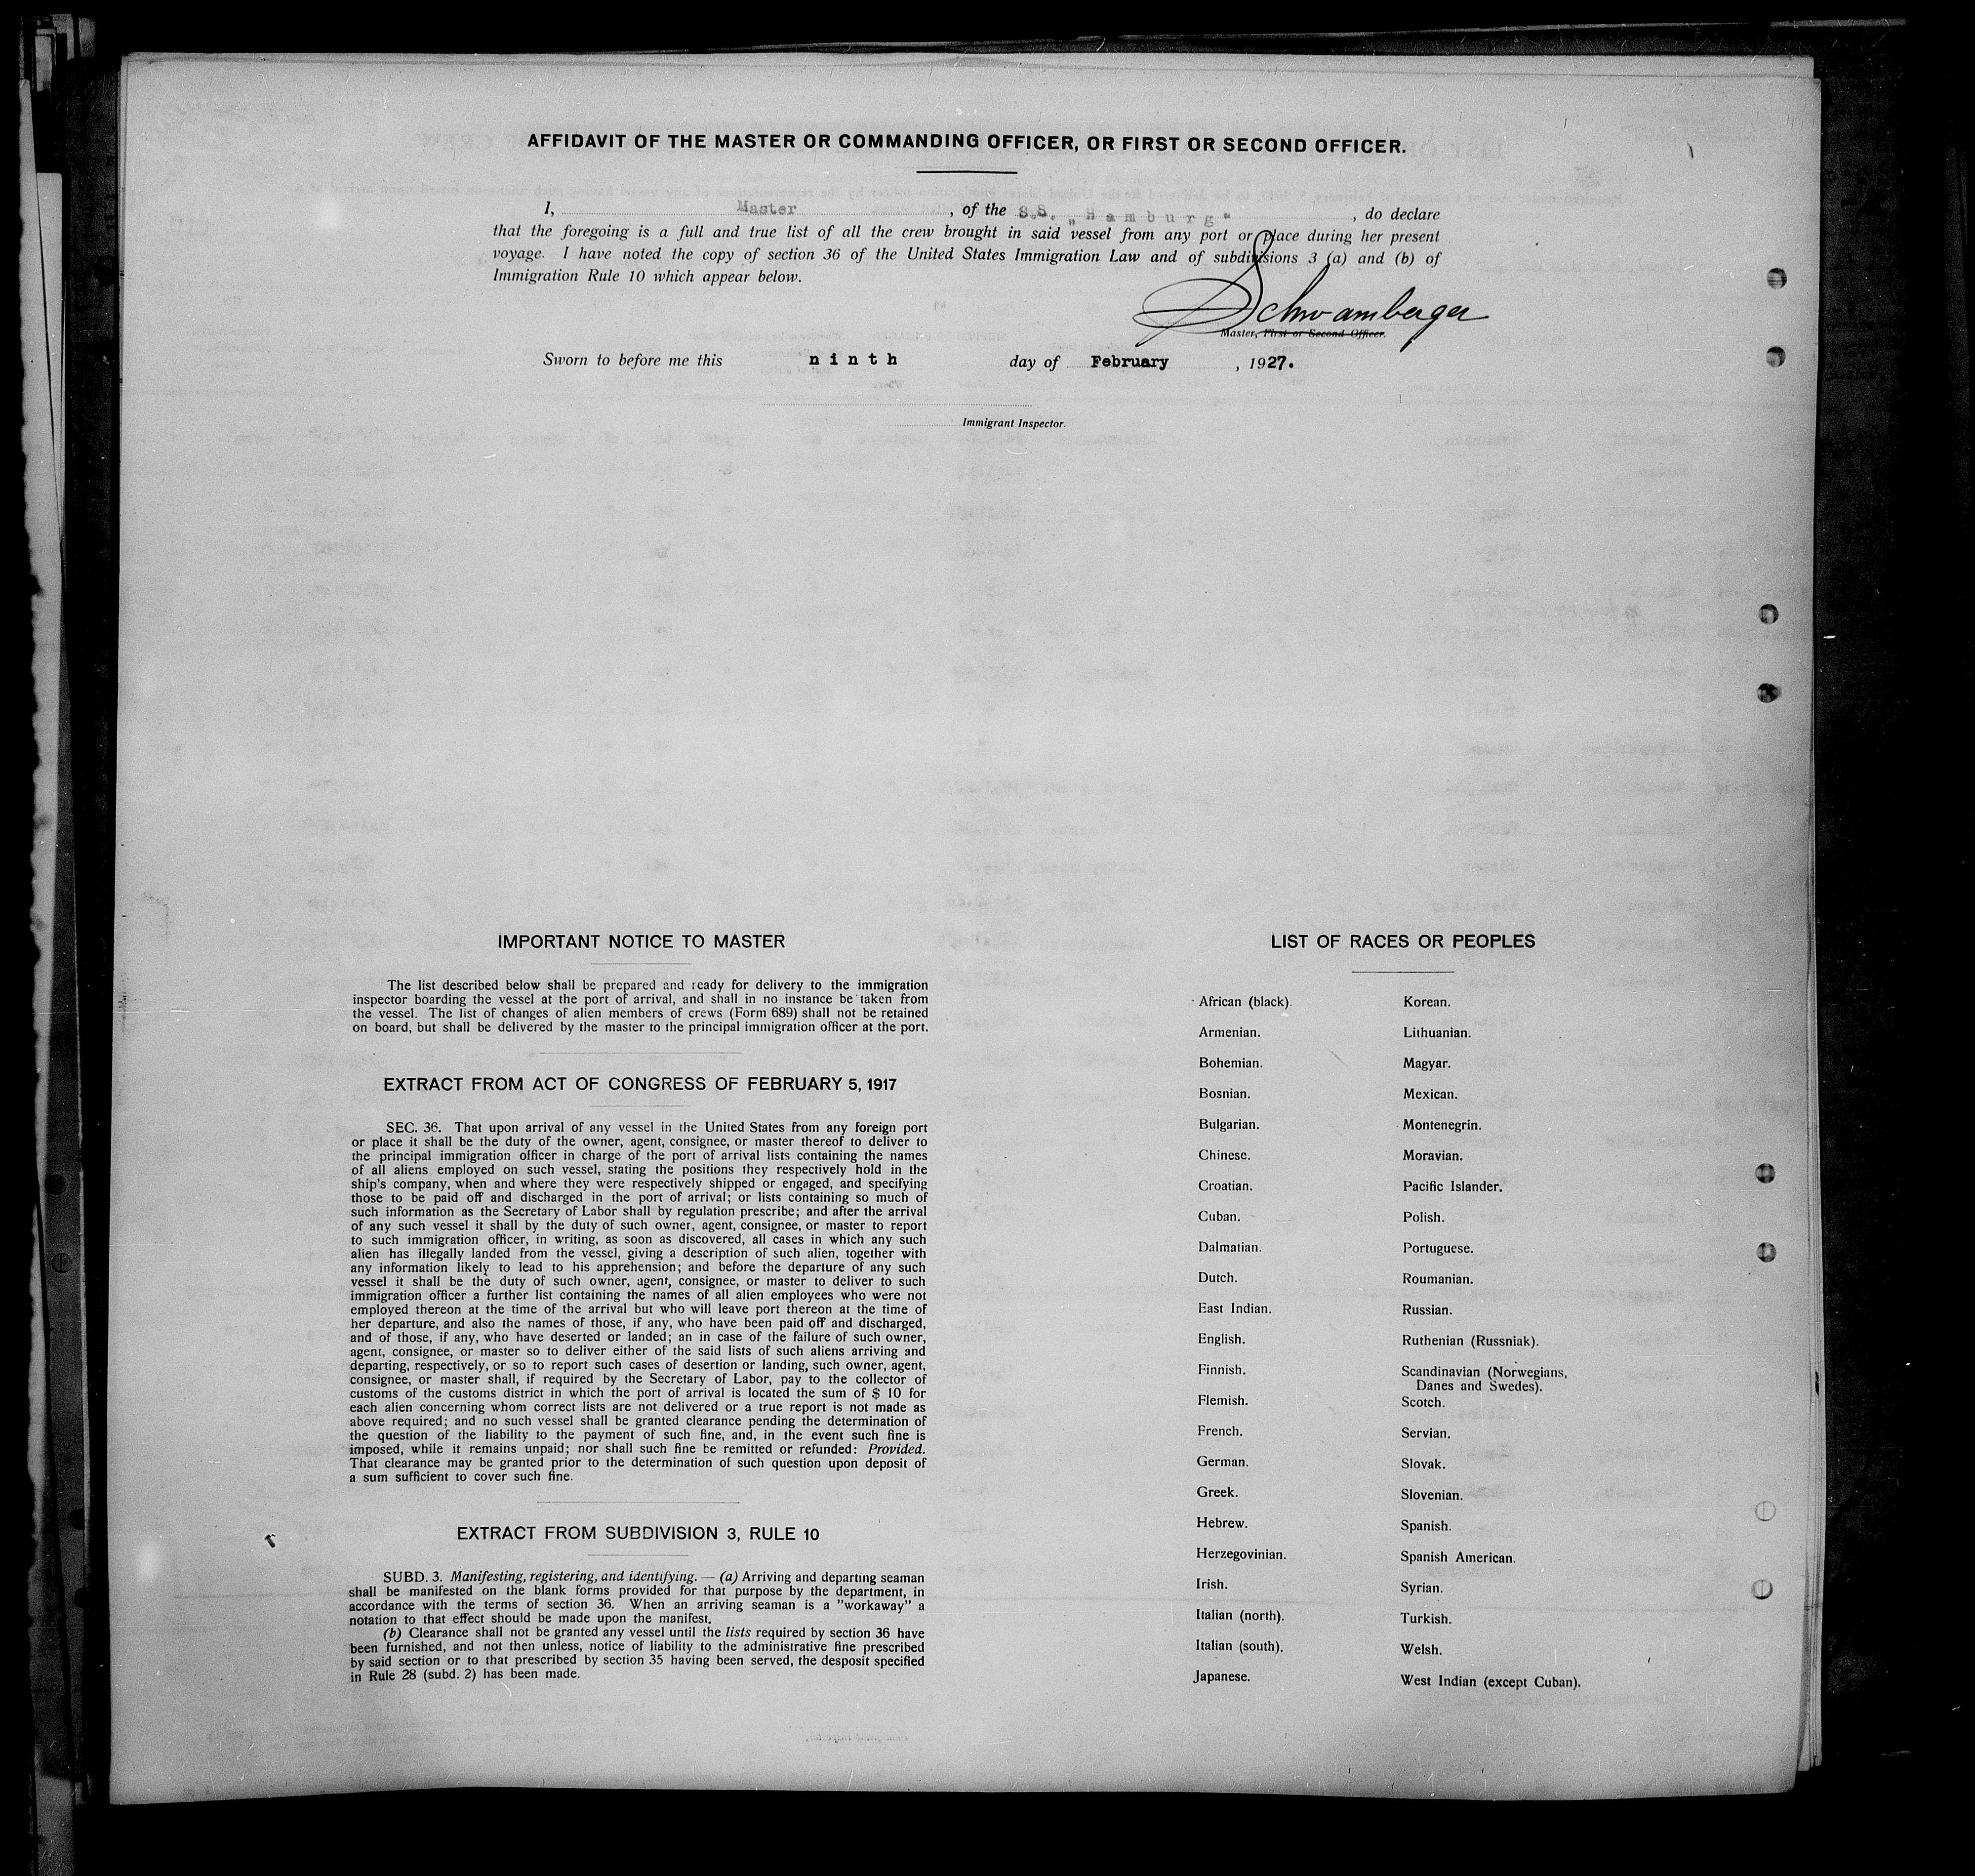 AFFIDAVIT OF THE MASTER OR COMMANDING OFFICER, OR FIRST OR SECOND OFFICER.
I, Master , of the S.S. „Hamburg" , do declare
that the foregoing is a full and true list of all the crew brought in said vessel from any port or place during her present
voyage. I have noted the copy of section 36 of the United States Immigration Law and of subdivisions 3 (a) and (b) of
Immigration Rule 10 which appear below.
Schwamberger
Master, First or Second Officer.
Sworn to before me this ninth day of February , 1927.
Immigrant Inspector.
IMPORTANT NOTICE TO MASTER
The list described below shall be prepared and ready for delivery to the immigration
inspector boarding the vessel at the port of arrival, and shall in no instance be taken from
the vessel. The list of changes of alien members of crews (Form 689) shall not be retained
on board, but shall be delivered by the master to the principal immigration officer at the port.
EXTRACT FROM ACT OF CONGRESS OF FEBRUARY 5, 1917
SEC. 36. That upon arrival of any vessel in the United States from any foreign port
or place it shall be the duty of the owner, agent, consignee, or master thereof to deliver to
the principal immigration officer in charge of the port of arrival lists containing the names
of all aliens employed on such vessel, stating the positions they respectively hold in the
ship's company, when and where they were respectively shipped or engaged, and specifying
those to be paid off and discharged in the port of arrival; or lists containing so much of
such information as the Secretary of Labor shall by regulation prescribe; and after the arrival
of any such vessel it shall by the duty of such owner, agent, consignee, or master to report
to such immigration officer, in writing, as soon as discovered, all cases in which any such
alien has illegally landed from the vessel, giving a description of such alien, together with
any information likely to lead to his apprehension; and before the departure of any such
vessel it shall be the duty of such owner, agent, consignee, or master to deliver to such
immigration officer a further list containing the names of all alien employees who were not
employed thereon at the time of the arrival but who will leave port thereon at the time of
her departure, and also the names of those, if any, who have been paid off and discharged,
and of those, if any, who have deserted or landed; an in case of the failure of such owner,
agent, consignee, or master so to deliver either of the said lists of such aliens arriving and
departing, respectively, or so to report such cases of desertion or landing, such owner, agent,
consignee, or master shall, if required by the Secretary of Labor, pay to the collector of
customs of the customs district in which the port of arrival is located the sum of $ 10 for
each alien concerning whom correct lists are not delivered or a true report is not made as
above required; and no such vessel shall be granted clearance pending the determination of
the question of the liability to the payment of such fine, and, in the event such fine is
imposed, while it remains unpaid; nor shall such fine be remitted or refunded: Provided.
That clearance may be granted prior to the determination of such question upon deposit of
a sum sufficient to cover such fine.
EXTRACT FROM SUBDIVISION 3, RULE 10
SUBD. 3. Manifesting, registering, and identifying. — (a) Arriving and departing seaman
shall be manifested on the blank forms provided for that purpose by the department, in
accordance with the terms of section 36. When an arriving seaman is a "workaway" a
notation to that effect should be made upon the manifest.
(b) Clearance shall not be granted any vessel until the lists required by section 36 have
been furnished, and not then unless, notice of liability to the administrative fine prescribed
by said section or to that prescribed by section 35 having been served, the desposit specified
in Rule 28 (subd. 2) has been made.
LIST OF RACES OR PEOPLES
African (black).
Armenian.
Bohemian.
Bosnian.
Bulgarian.
Chinese.
Croatian.
Cuban.
Dalmatian.
Dutch.
East Indian.
English.
Finnish.
Flemish.
French.
German.
Greek.
Hebrew.
Herzegovinian.
Irish.
Italian (north).
Italian (south).
Japanese.
Korean.
Lithuanian.
Magyar.
Mexican.
Montenegrin.
Moravian.
Pacific Islander.
Polish.
Portuguese.
Roumanian.
Russian.
Ruthenian (Russniak).
Scandinavian (Norwegians,
Danes and Swedes).
Scotch.
Servian.
Slovak.
Slovenian.
Spanish.
Spanish American.
Syrian.
Turkish.
Welsh.
West Indian (except Cuban).